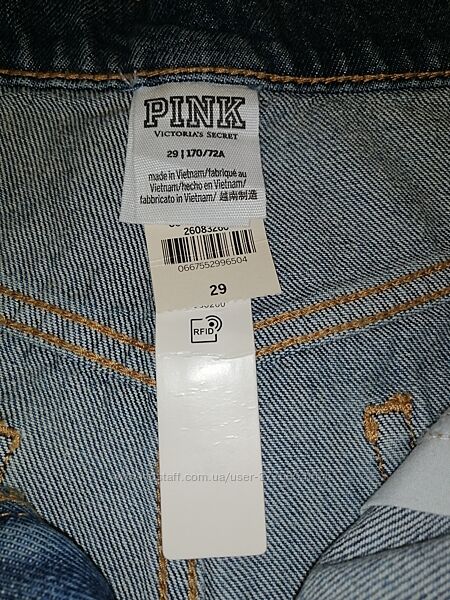 PINK
VICTORIA'S SECRET
29 | 170/72A
made in Vietnam/fabriqué au
Vietnam/hecho en Vietnam/
fabbricato in Vietnam/ 越南制造
0667552996504
29
RFID